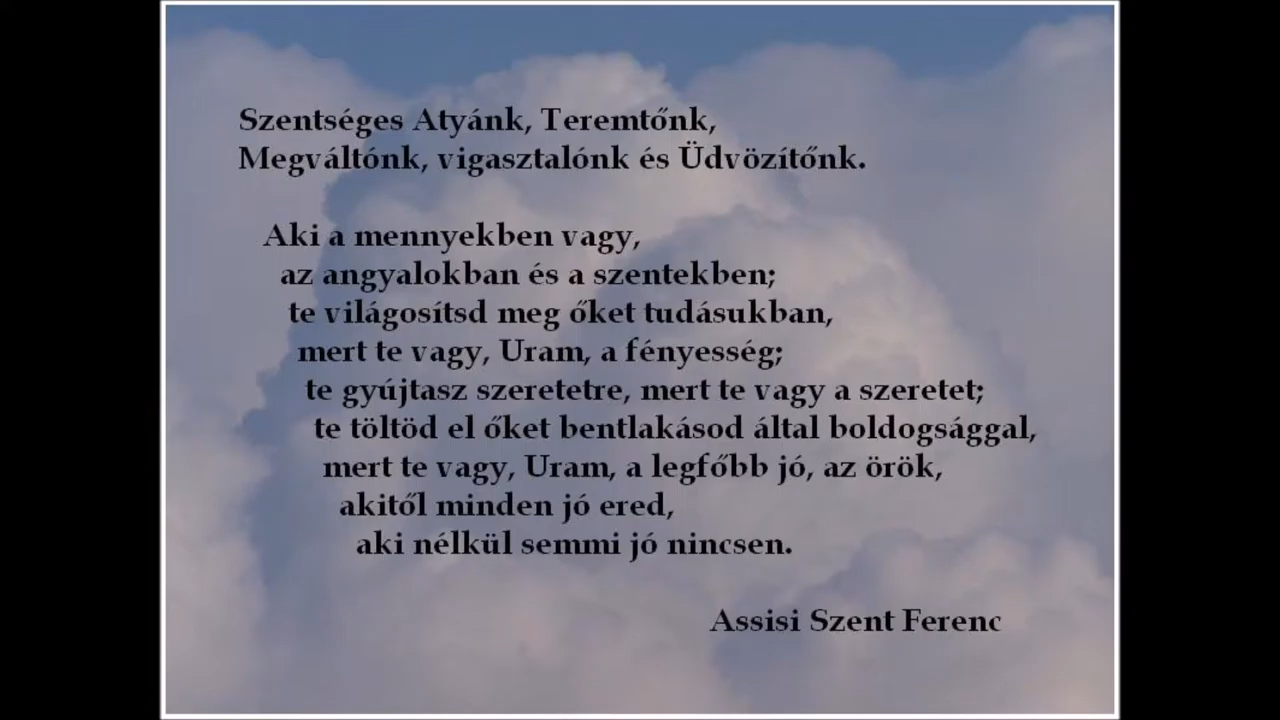 Szentséges Atyánk, Teremtőnk,
Megváltónk, vigasztalónk és Üdvözítőnk.
Aki a mennyekben vagy,
az angyalokban és a szentekben;
te világosítsd meg őket tudásukban,
mert te vagy, Uram, a fényesség;
te gyújtasz szeretetre, mert te vagy a szeretet;
te töltöd el őket bentlakásod által boldogsággal,
mert te vagy, Uram, a legfőbb jó, az örök,
akitől minden jó ered,
aki nélkül semmi jó nincsen.
Assisi Szent Ferenc